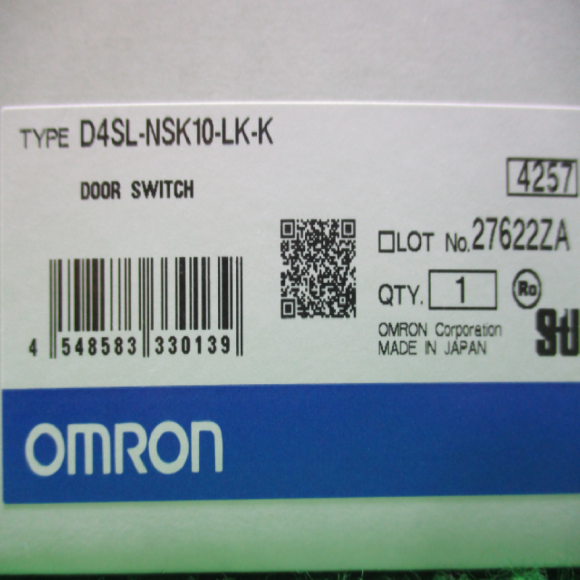 TYPE D4SL-NSK10-LK-K
DOOR SWITCH
4257
LOT No. 27622ZA
QTY. 1
Ro
OMRON Corporation
MADE IN JAPAN
4 548583 330139
OMRON